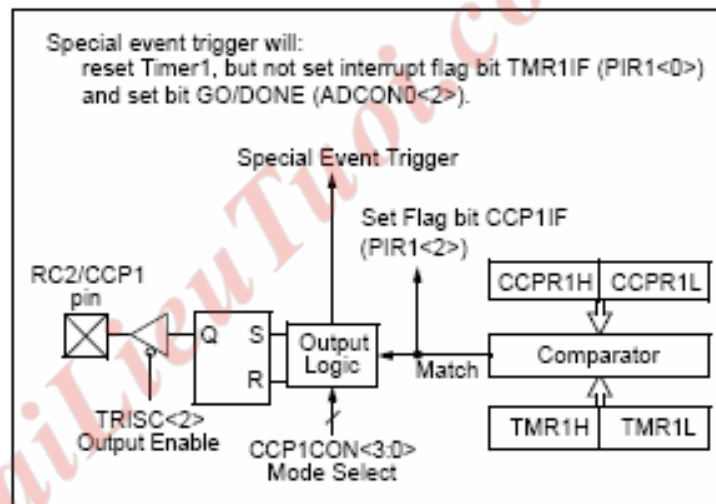 Special event trigger will:
reset Timer1, but not set interrupt flag bit TMR1IF (PIR1<0>)
and set bit GO/DONE (ADCON0<2>).
Special Event Trigger
Set Flag bit CCP1IF
(PIR1<2>)
RC2/CCP1
pin
CCPR1H CCPR1L
Q S
R
Output
Logic
Match
Comparator
TRISC<2>
Output Enable
CCP1CON<3:0>
Mode Select
TMR1H TMR1L
aiLieuTuoi.co